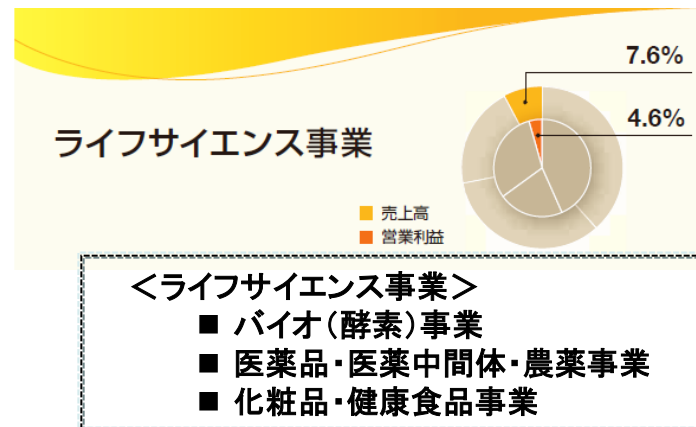 7.6%
4.6%
ライフサイエンス事業
売上高
営業利益
＜ライフサイエンス事業＞
■ バイオ（酵素）事業
■ 医薬品・医薬中間体・農薬事業
■ 化粧品・健康食品事業